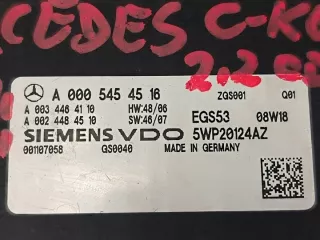 CEDES C-K
2,2
A 000 545 45 16 ZGS001 Q01
A 003 446 41 10 HW:48/06 EGS53 08W18
A 002 448 45 10 SW:46/07
SIEMENS VDO 5WP20124AZ
001107058 GS0040 MADE IN GERMANY